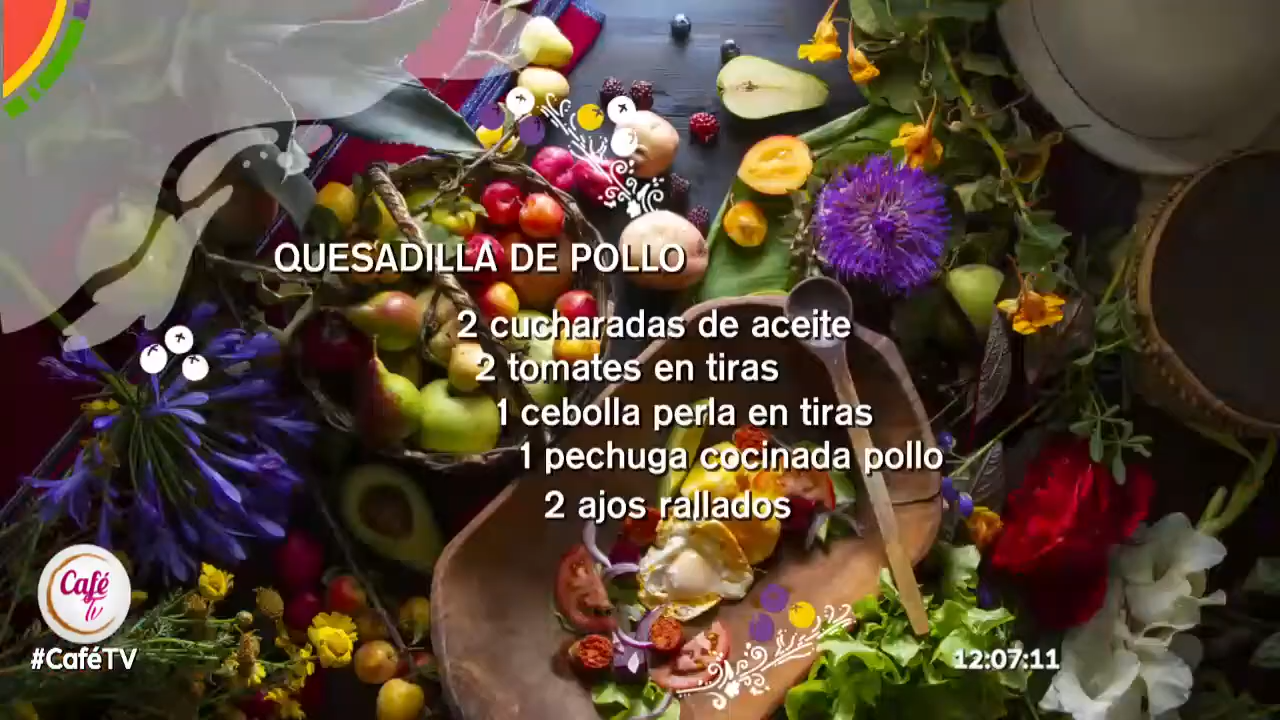 QUESADILLA DE POLLO
2 cucharadas de aceite
2 tomates en tiras
1 cebolla perla en tiras
1 pechuga cocinada pollo
2 ajos rallados
Café
tv
#CaféTV
12:07:11